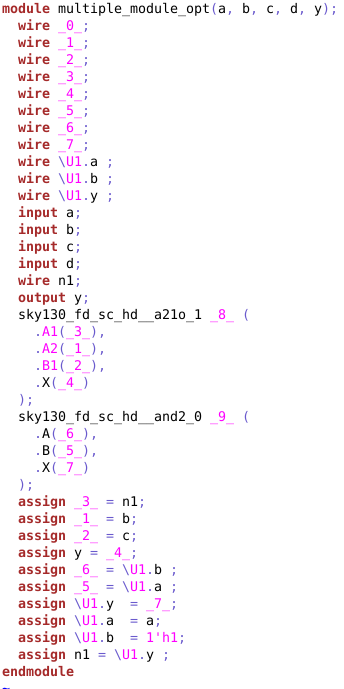 module multiple_module_opt(a, b, c, d, y);
  wire _0_;
  wire _1_;
  wire _2_;
  wire _3_;
  wire _4_;
  wire _5_;
  wire _6_;
  wire _7_;
  wire \U1.a ;
  wire \U1.b ;
  wire \U1.y ;
  input a;
  input b;
  input c;
  input d;
  wire n1;
  output y;
  sky130_fd_sc_hd__a21o_1 _8_ (
    .A1(_3_),
    .A2(_1_),
    .B1(_2_),
    .X(_4_)
  );
  sky130_fd_sc_hd__and2_0 _9_ (
    .A(_6_),
    .B(_5_),
    .X(_7_)
  );
  assign _3_ = n1;
  assign _1_ = b;
  assign _2_ = c;
  assign y = _4_;
  assign _6_ = \U1.b ;
  assign _5_ = \U1.a ;
  assign \U1.y  = _7_;
  assign \U1.a  = a;
  assign \U1.b  = 1'h1;
  assign n1 = \U1.y ;
endmodule